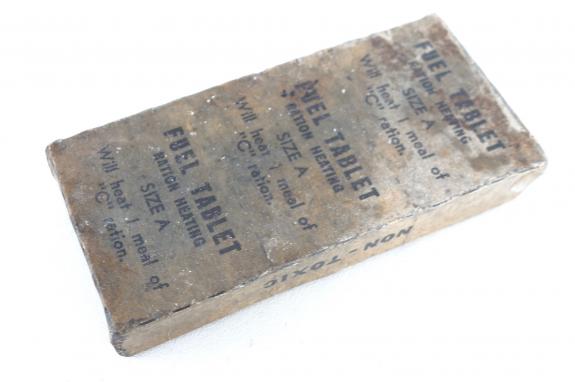 FUEL TABLET
RATION HEATING
SIZE A
Will heat 1 meal of
"C" ration.
FUEL TABLET
RATION HEATING
SIZE A
Will heat 1 meal of
"C" ration.
FUEL TABLET
RATION HEATING
SIZE A
Will heat 1 meal of
"C" ration.
NON-TOXIC